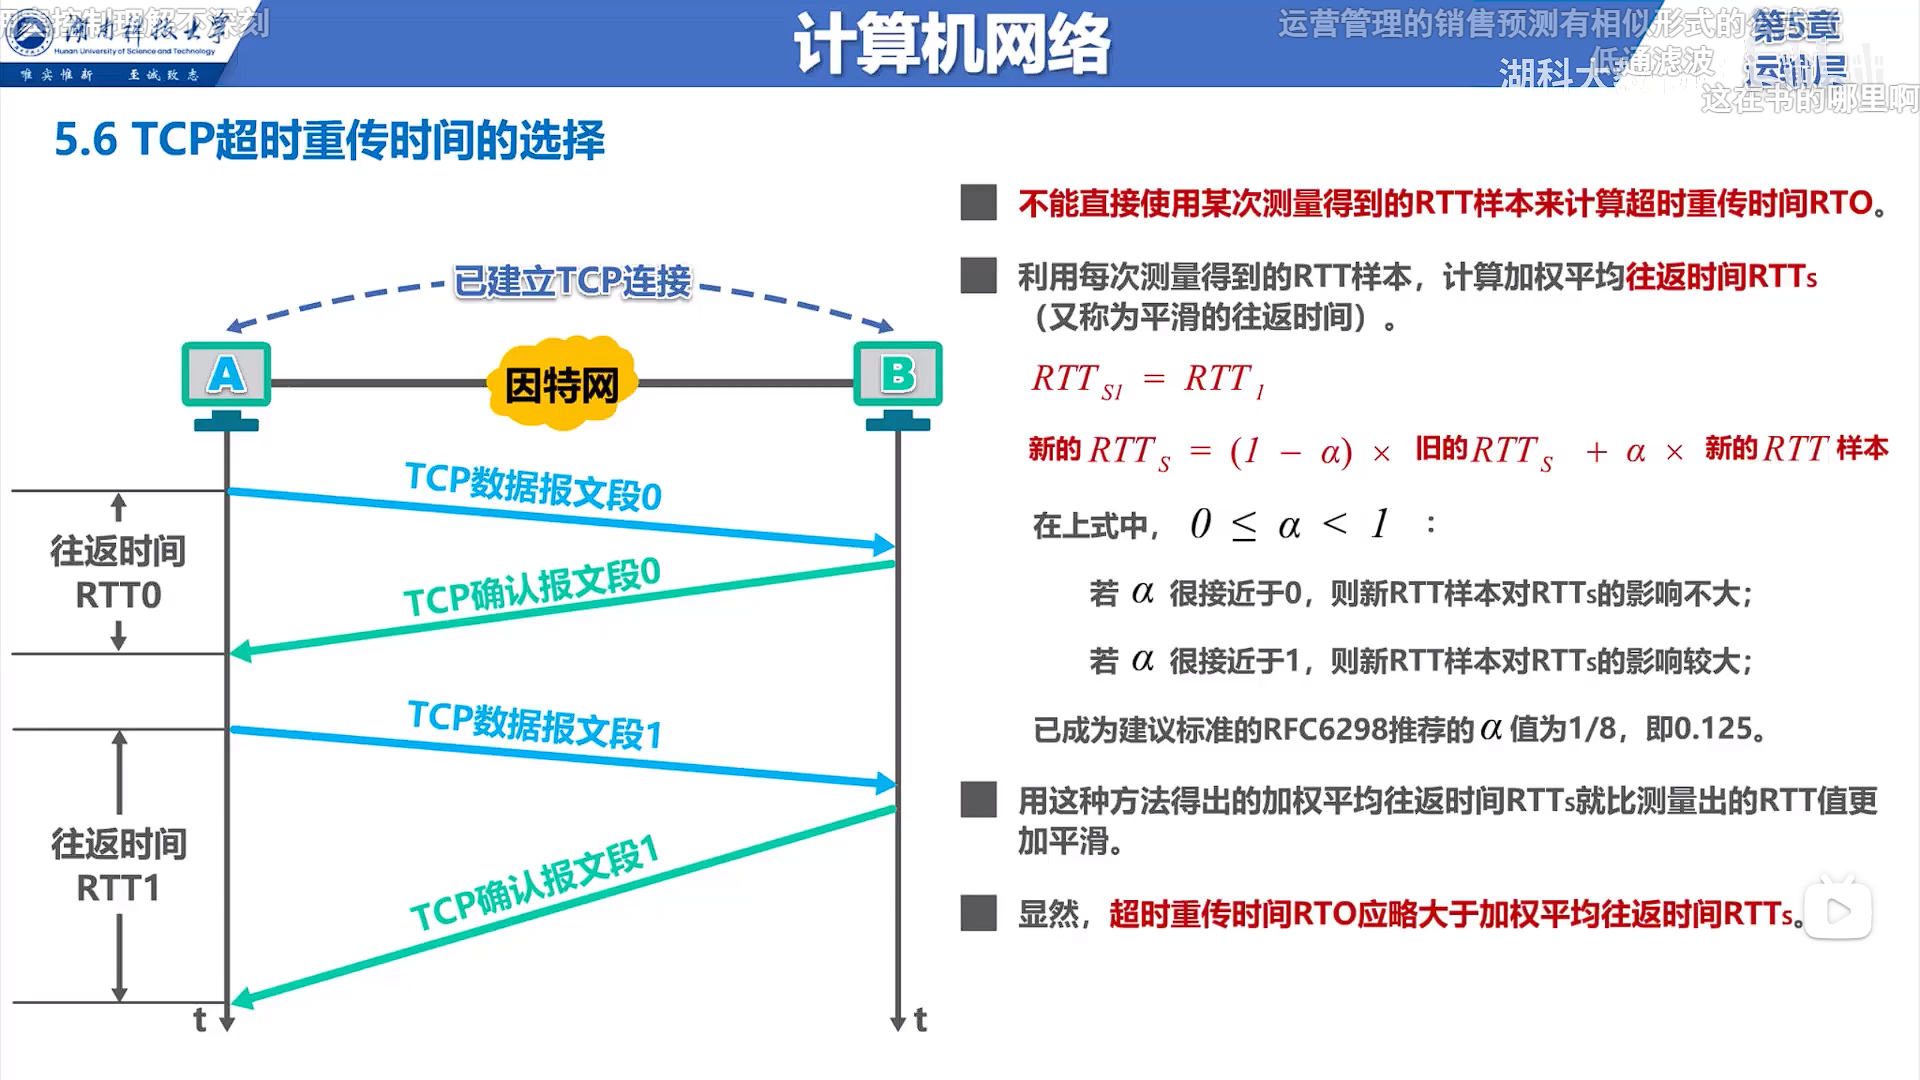 用塞控制理解不深刻
湖南科技大学
Hunan University of Science and Technology
唯实惟新 至诚致志
计算机网络
运营管理的销售预测有相似形式的
第5章
低通滤波
湖科大
运输层
这在书的哪里啊
5.6 TCP超时重传时间的选择
已建立TCP连接
A
因特网
B
TCP数据报文段0
往返时间
RTT0
TCP确认报文段0
TCP数据报文段1
往返时间
RTT1
TCP确认报文段1
t
t
不能直接使用某次测量得到的RTT样本来计算超时重传时间RTO。
利用每次测量得到的RTT样本，计算加权平均往返时间RTTs
（又称为平滑的往返时间）。
RTT S1 = RTT 1
新的 RTT S = (1 − α) × 旧的 RTT S + α × 新的 RTT 样本
在上式中， 0 ≤ α < 1 ：
若 α 很接近于0，则新RTT样本对RTTs的影响不大；
若 α 很接近于1，则新RTT样本对RTTs的影响较大；
已成为建议标准的RFC6298推荐的 α 值为1/8，即0.125。
用这种方法得出的加权平均往返时间RTTs就比测量出的RTT值更
加平滑。
显然，超时重传时间RTO应略大于加权平均往返时间RTTs。